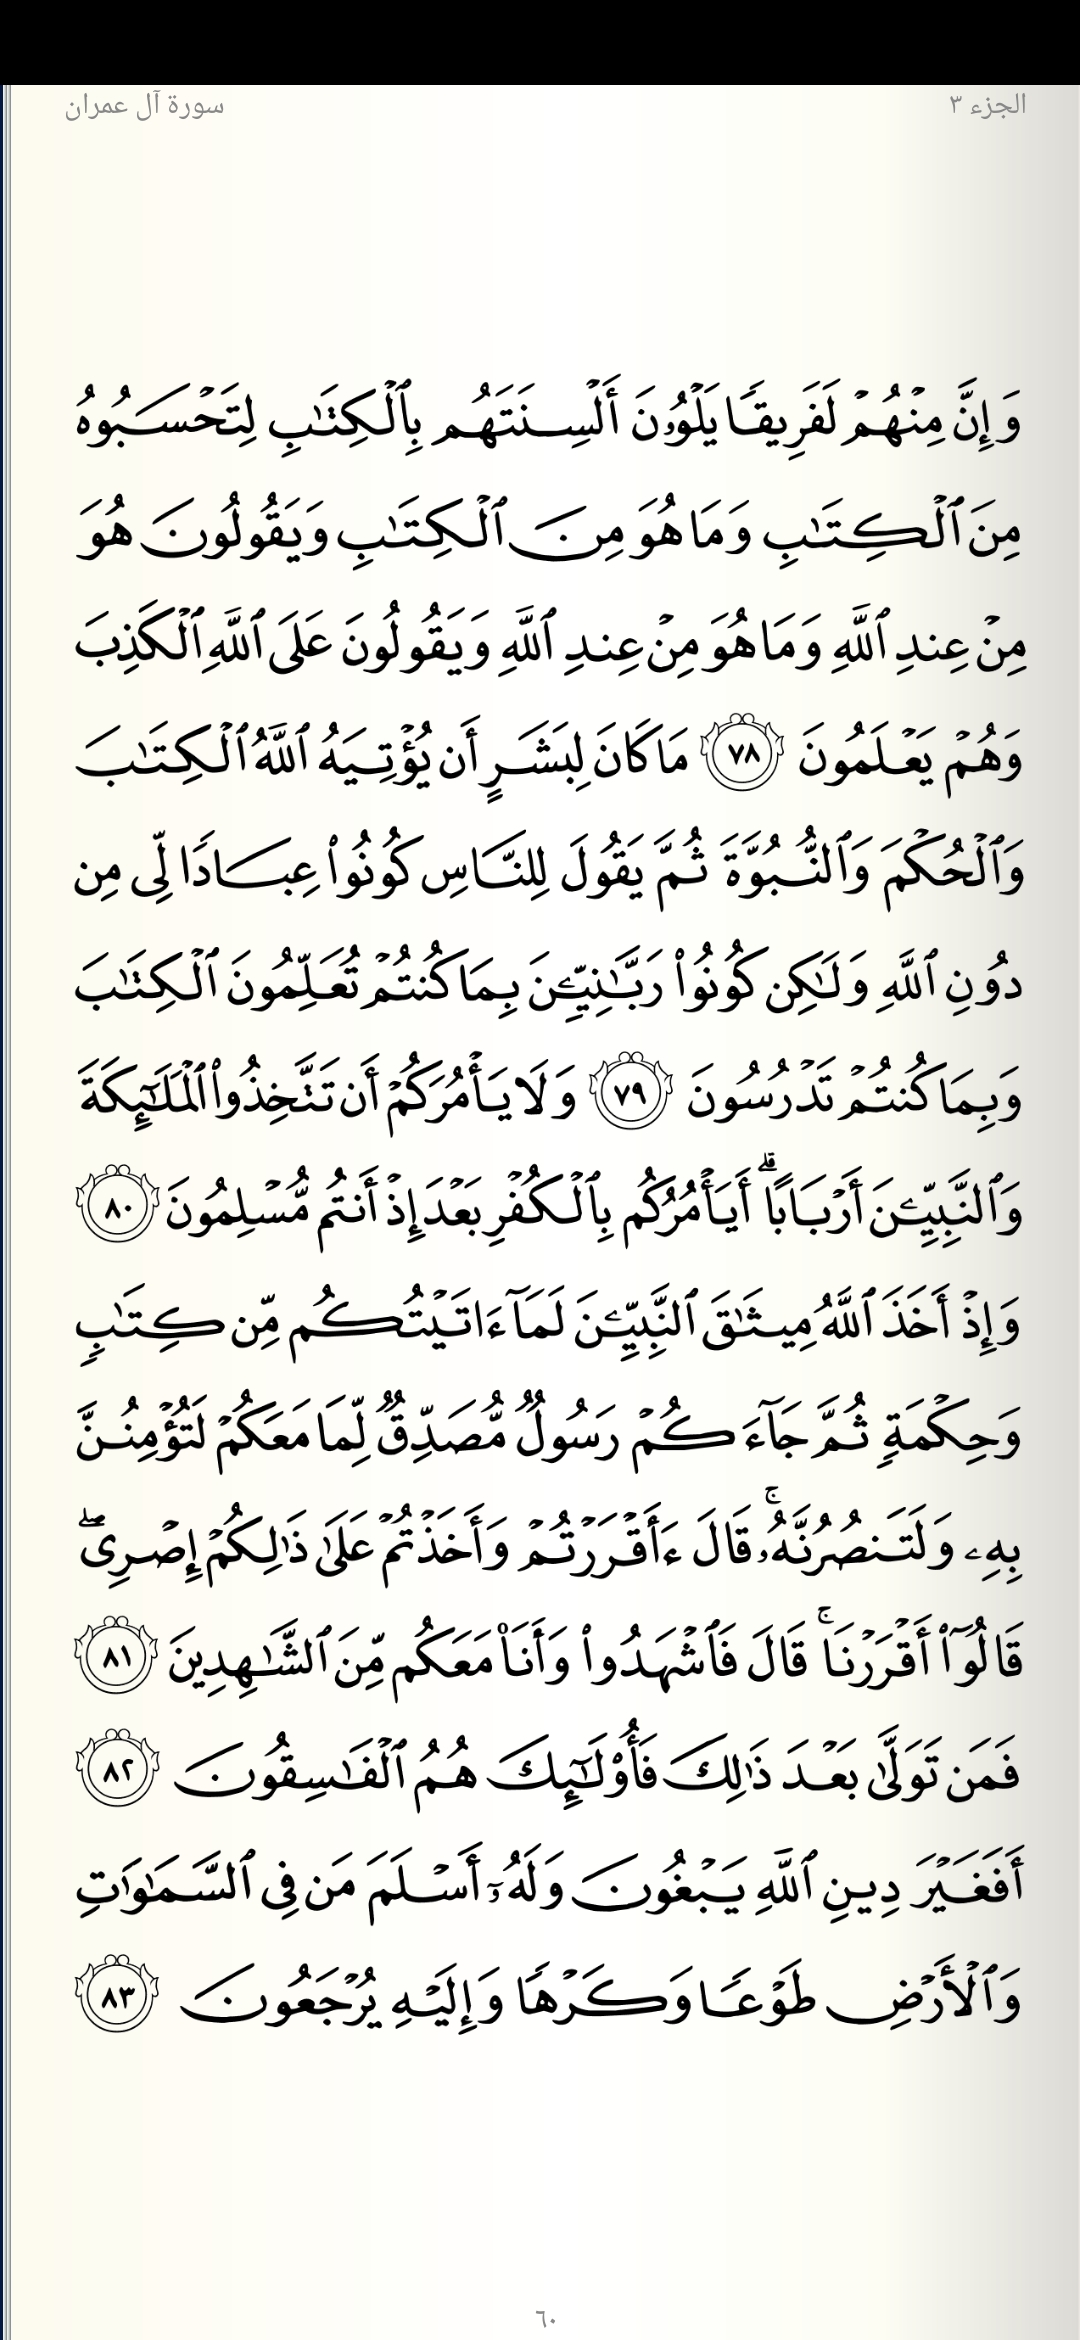 الجزء ٣
سورة آل عمران
وَإِنَّ مِنْهُمْ لَفَرِيقًا يَلْوُۥنَ أَلْسِنَتَهُم بِٱلْكِتَٰبِ لِتَحْسَبُوهُ
مِنَ ٱلْكِتَٰبِ وَمَا هُوَ مِنَ ٱلْكِتَٰبِ وَيَقُولُونَ هُوَ
مِنْ عِندِ ٱللَّهِ وَمَا هُوَ مِنْ عِندِ ٱللَّهِ وَيَقُولُونَ عَلَى ٱللَّهِ ٱلْكَذِبَ
وَهُمْ يَعْلَمُونَ ٧٨ مَا كَانَ لِبَشَرٍ أَن يُؤْتِيَهُ ٱللَّهُ ٱلْكِتَٰبَ
وَٱلْحُكْمَ وَٱلنُّبُوَّةَ ثُمَّ يَقُولَ لِلنَّاسِ كُونُوا۟ عِبَادًا لِّى مِن
دُونِ ٱللَّهِ وَلَٰكِن كُونُوا۟ رَبَّٰنِيِّۦنَ بِمَا كُنتُمْ تُعَلِّمُونَ ٱلْكِتَٰبَ
وَبِمَا كُنتُمْ تَدْرُسُونَ ٧٩ وَلَا يَأْمُرَكُمْ أَن تَتَّخِذُوا۟ ٱلْمَلَٰٓئِكَةَ
وَٱلنَّبِيِّۦنَ أَرْبَابًا ۗ أَيَأْمُرُكُم بِٱلْكُفْرِ بَعْدَ إِذْ أَنتُم مُّسْلِمُونَ ٨٠
وَإِذْ أَخَذَ ٱللَّهُ مِيثَٰقَ ٱلنَّبِيِّۦنَ لَمَآ ءَاتَيْتُكُم مِّن كِتَٰبٍ
وَحِكْمَةٍ ثُمَّ جَآءَكُمْ رَسُولٌ مُّصَدِّقٌ لِّمَا مَعَكُمْ لَتُؤْمِنُنَّ
بِهِۦ وَلَتَنصُرُنَّهُۥ ۚ قَالَ ءَأَقْرَرْتُمْ وَأَخَذْتُمْ عَلَىٰ ذَٰلِكُمْ إِصْرِى ۖ
قَالُوٓا۟ أَقْرَرْنَا ۚ قَالَ فَٱشْهَدُوا۟ وَأَنَا۠ مَعَكُم مِّنَ ٱلشَّٰهِدِينَ ٨١
فَمَن تَوَلَّىٰ بَعْدَ ذَٰلِكَ فَأُو۟لَٰٓئِكَ هُمُ ٱلْفَٰسِقُونَ ٨٢
أَفَغَيْرَ دِينِ ٱللَّهِ يَبْغُونَ وَلَهُۥٓ أَسْلَمَ مَن فِى ٱلسَّمَٰوَٰتِ
وَٱلْأَرْضِ طَوْعًا وَكَرْهًا وَإِلَيْهِ يُرْجَعُونَ ٨٣
٦٠